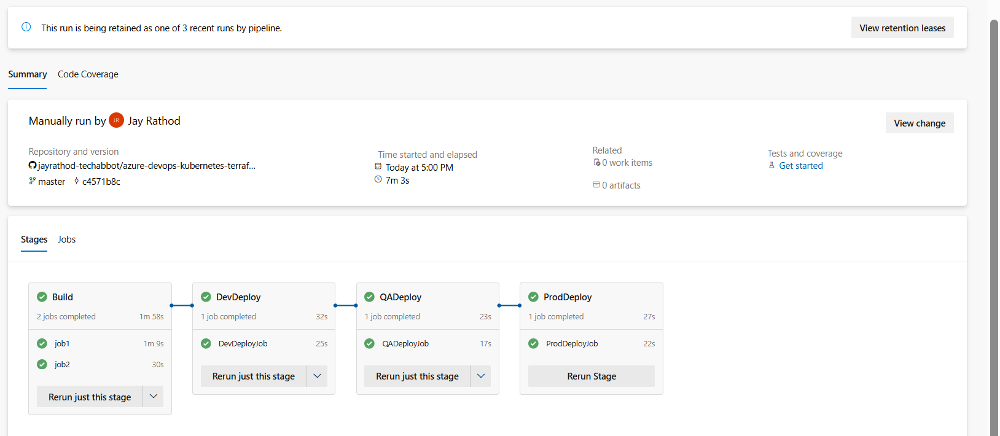 This run is being retained as one of 3 recent runs by pipeline.
View retention leases
Summary
Code Coverage
Manually run by JR Jay Rathod
View change
Repository and version
jayrathod-techabbot/azure-devops-kubernetes-terraf...
master c4571b8c
Time started and elapsed
Today at 5:00 PM
7m 3s
Related
0 work items
0 artifacts
Tests and coverage
Get started
Stages
Jobs
Build
2 jobs completed 1m 58s
job1 1m 9s
job2 30s
Rerun just this stage
DevDeploy
1 job completed 32s
DevDeployJob 25s
Rerun just this stage
QADeploy
1 job completed 23s
QADeployJob 17s
Rerun just this stage
ProdDeploy
1 job completed 27s
ProdDeployJob 22s
Rerun Stage